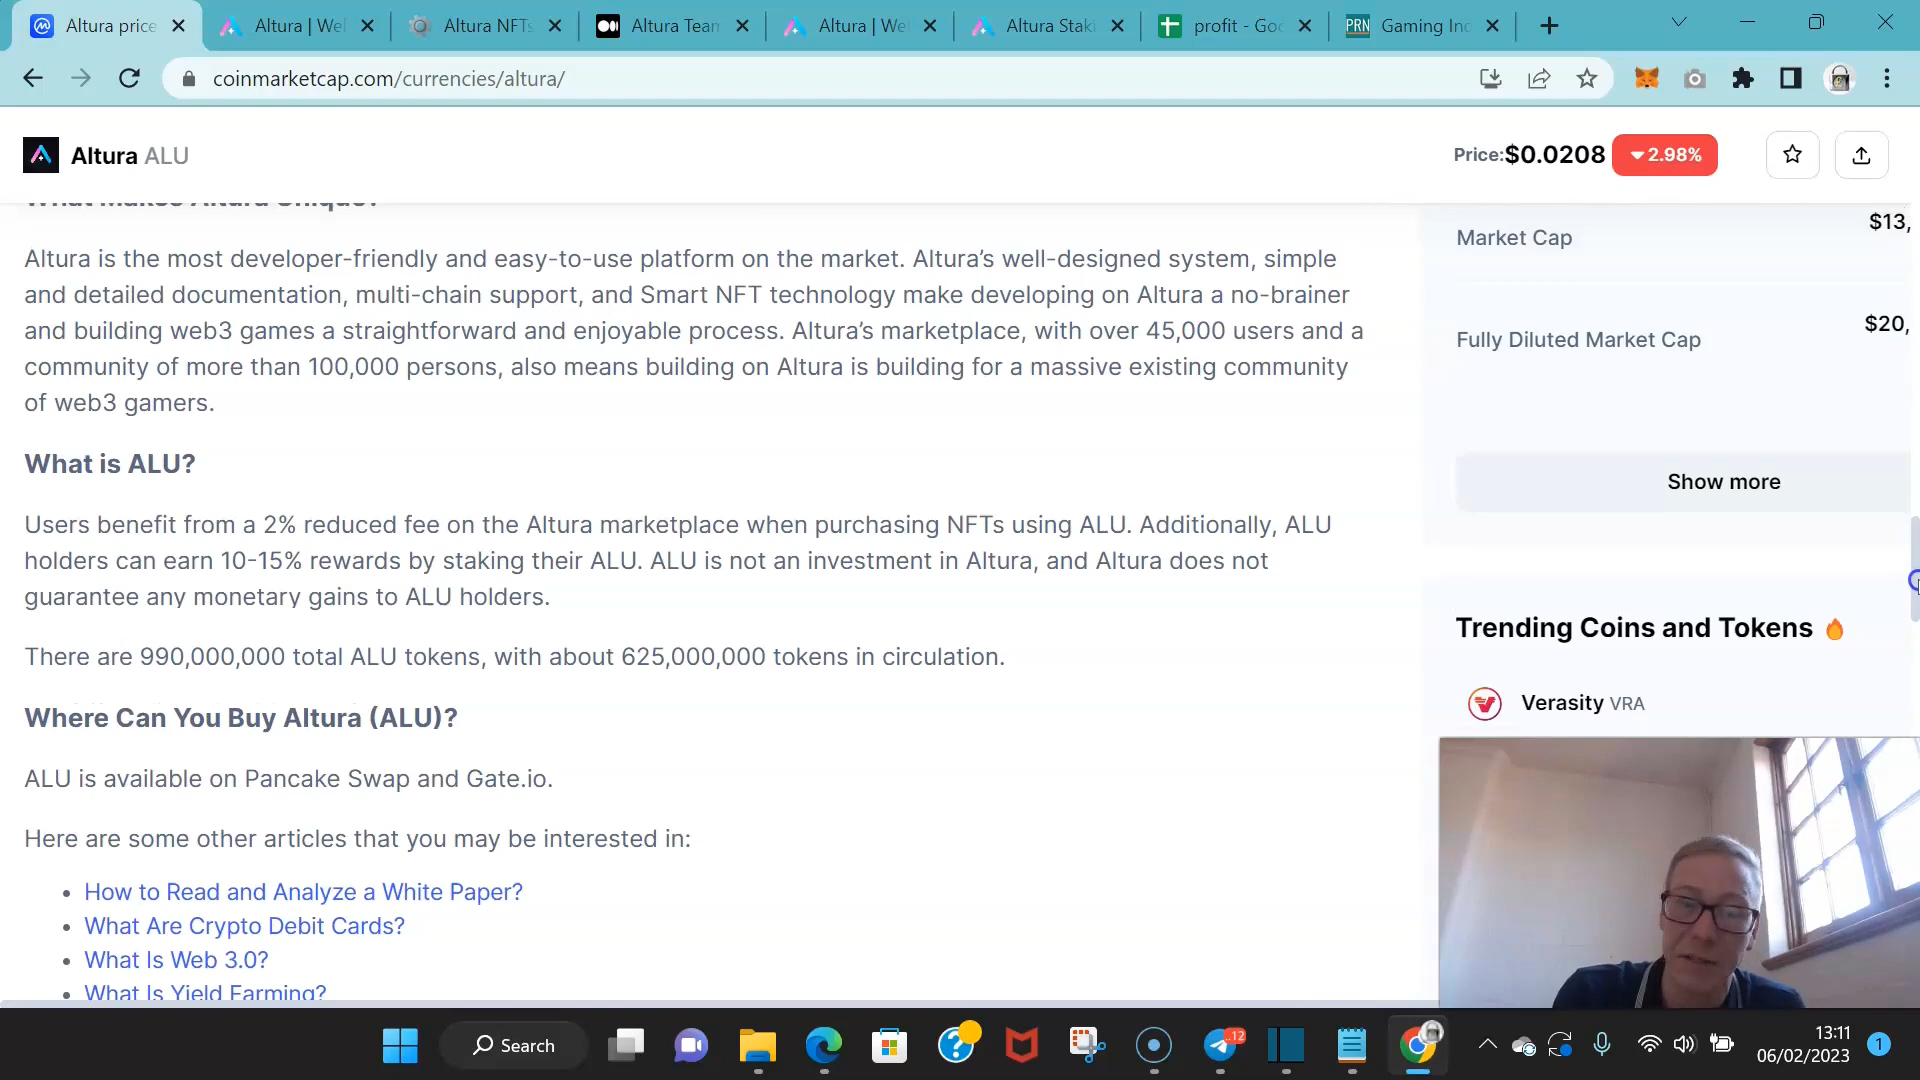 Altura price
Altura | Wel
Altura NFTs
Altura Team
Altura | Wel
Altura Staki
profit - Goo
PRN
Gaming Inc
coinmarketcap.com/currencies/altura/
Altura ALU
Price:$0.0208
2.98%
What Makes Altura Unique?
Altura is the most developer-friendly and easy-to-use platform on the market. Altura’s well-designed system, simple
and detailed documentation, multi-chain support, and Smart NFT technology make developing on Altura a no-brainer
and building web3 games a straightforward and enjoyable process. Altura’s marketplace, with over 45,000 users and a
community of more than 100,000 persons, also means building on Altura is building for a massive existing community
of web3 gamers.
What is ALU?
Users benefit from a 2% reduced fee on the Altura marketplace when purchasing NFTs using ALU. Additionally, ALU
holders can earn 10-15% rewards by staking their ALU. ALU is not an investment in Altura, and Altura does not
guarantee any monetary gains to ALU holders.
There are 990,000,000 total ALU tokens, with about 625,000,000 tokens in circulation.
Where Can You Buy Altura (ALU)?
ALU is available on Pancake Swap and Gate.io.
Here are some other articles that you may be interested in:
• How to Read and Analyze a White Paper?
• What Are Crypto Debit Cards?
• What Is Web 3.0?
• What Is Yield Farming?
Market Cap
$13,
Fully Diluted Market Cap
$20,
Show more
Trending Coins and Tokens
Verasity VRA
Search
12
13:11
06/02/2023
1